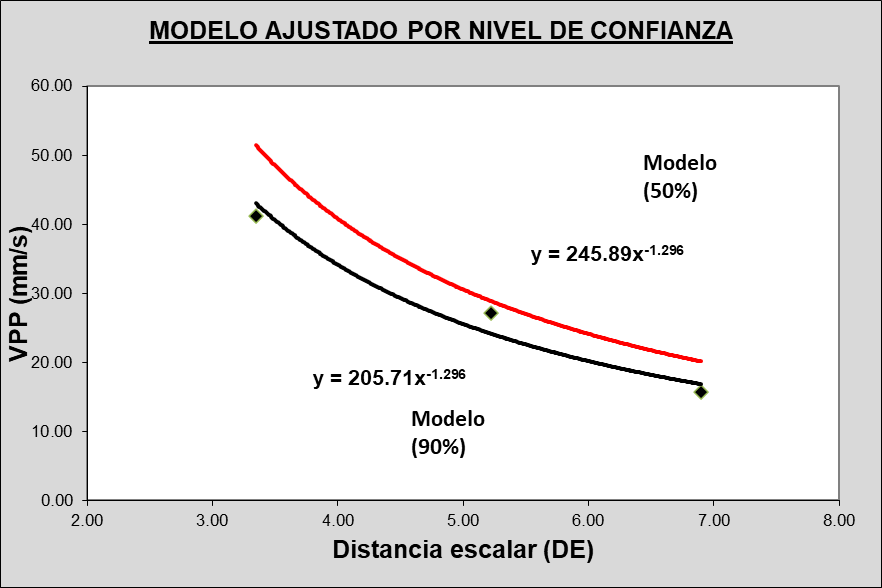 MODELO AJUSTADO POR NIVEL DE CONFIANZA
60.00
50.00
40.00
30.00
20.00
10.00
0.00
VPP (mm/s)
Modelo
(50%)
y = 245.89x-1.296
y = 205.71x-1.296
Modelo
(90%)
2.00 3.00 4.00 5.00 6.00 7.00 8.00
Distancia escalar (DE)